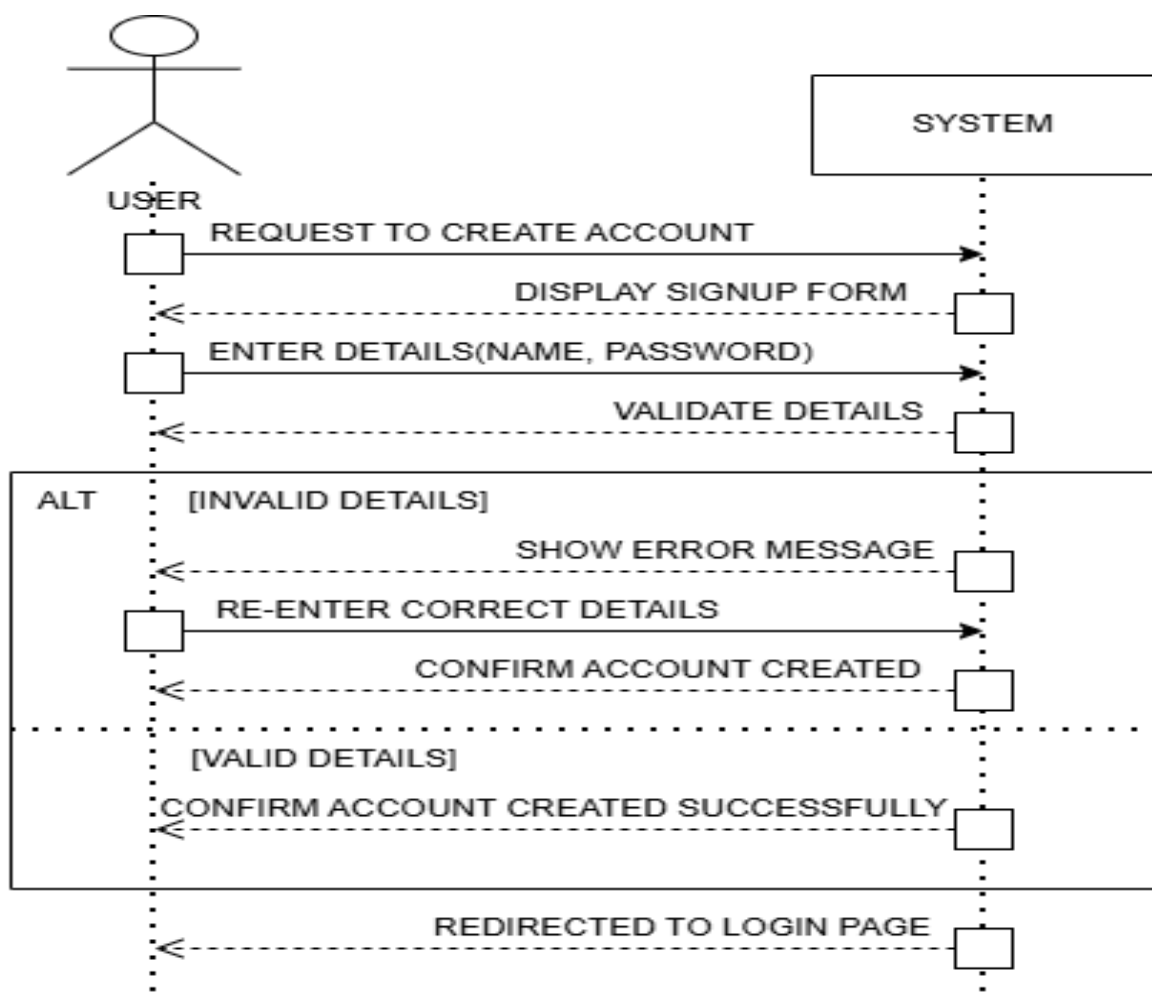 SYSTEM
USER
REQUEST TO CREATE ACCOUNT
DISPLAY SIGNUP FORM
ENTER DETAILS(NAME, PASSWORD)
VALIDATE DETAILS
ALT [INVALID DETAILS]
SHOW ERROR MESSAGE
RE-ENTER CORRECT DETAILS
CONFIRM ACCOUNT CREATED
[VALID DETAILS]
CONFIRM ACCOUNT CREATED SUCCESSFULLY
REDIRECTED TO LOGIN PAGE